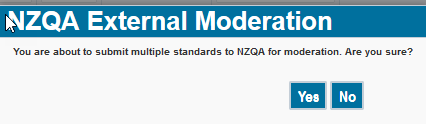 NZQA External Moderation
You are about to submit multiple standards to NZQA for moderation. Are you sure?
Yes No